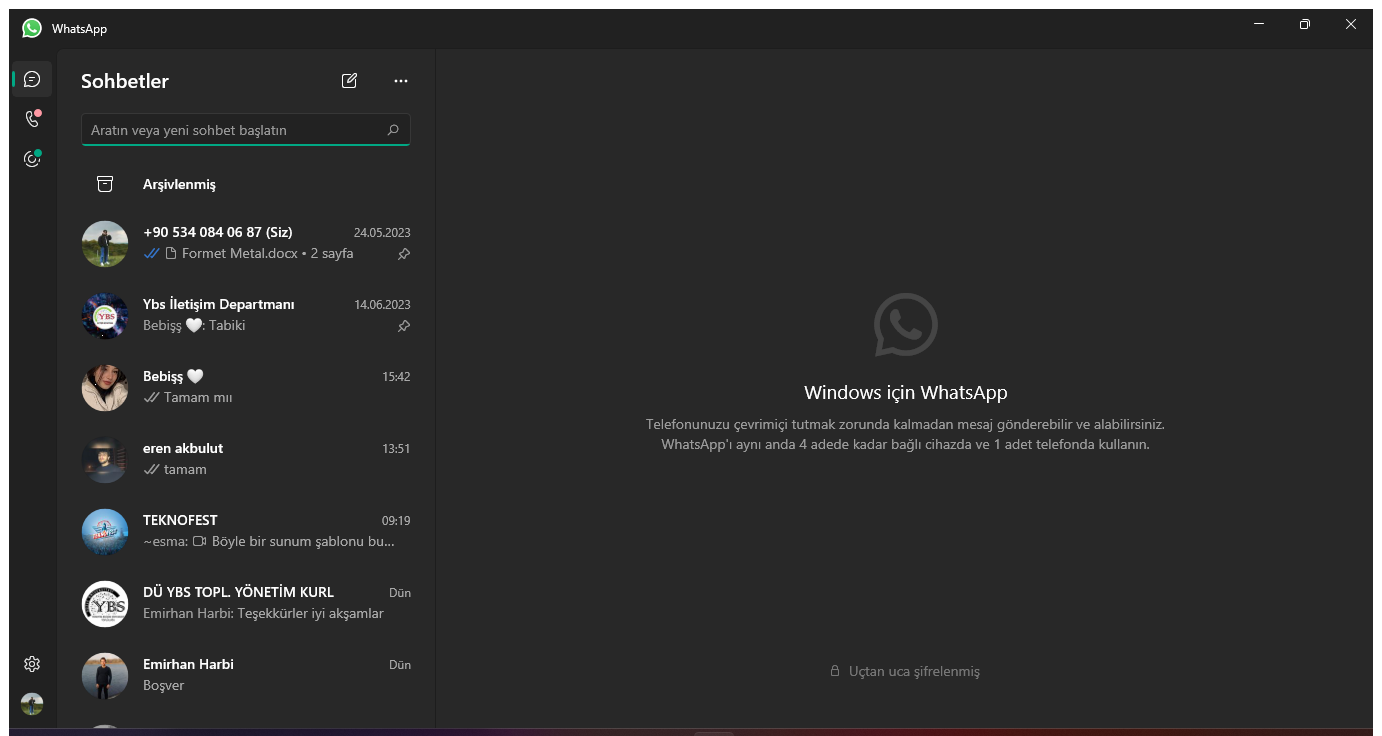 WhatsApp
Sohbetler
Aratın veya yeni sohbet başlatın
Arşivlenmiş
+90 534 084 06 87 (Siz) 24.05.2023
Formet Metal.docx • 2 sayfa
Ybs İletişim Departmanı 14.06.2023
Bebişş 🤍: Tabiki
Bebişş 🤍 15:42
Tamam mıı
eren akbulut 13:51
tamam
TEKNOFEST 09:19
~esma: Böyle bir sunum şablonu bu...
DÜ YBS TOPL. YÖNETİM KURL Dün
Emirhan Harbi: Teşekkürler iyi akşamlar
Emirhan Harbi Dün
Boşver
YBS
YBS
Windows için WhatsApp
Telefonunuzu çevrimiçi tutmak zorunda kalmadan mesaj gönderebilir ve alabilirsiniz.
WhatsApp'ı aynı anda 4 adede kadar bağlı cihazda ve 1 adet telefonda kullanın.
Uçtan uca şifrelenmiş